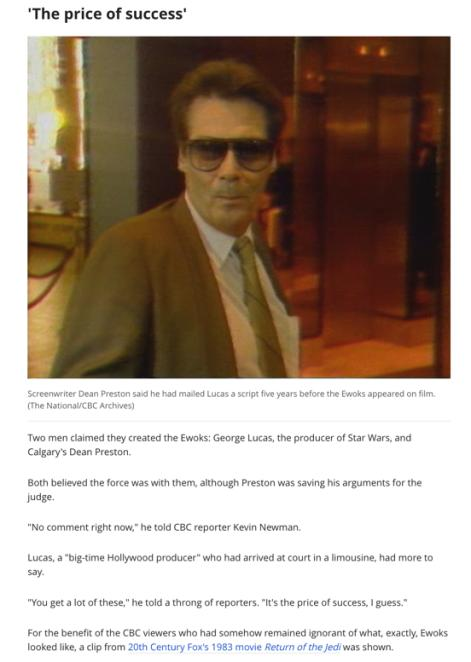 'The price of success'
Screenwriter Dean Preston said he had mailed Lucas a script five years before the Ewoks appeared on film.
(The National/CBC Archives)
Two men claimed they created the Ewoks: George Lucas, the producer of Star Wars, and
Calgary's Dean Preston.
Both believed the force was with them, although Preston was saving his arguments for the
judge.
"No comment right now," he told CBC reporter Kevin Newman.
Lucas, a "big-time Hollywood producer" who had arrived at court in a limousine, had more to
say.
"You get a lot of these," he told a throng of reporters. "It's the price of success, I guess."
For the benefit of the CBC viewers who had somehow remained ignorant of what, exactly, Ewoks
looked like, a clip from 20th Century Fox's 1983 movie Return of the Jedi was shown.